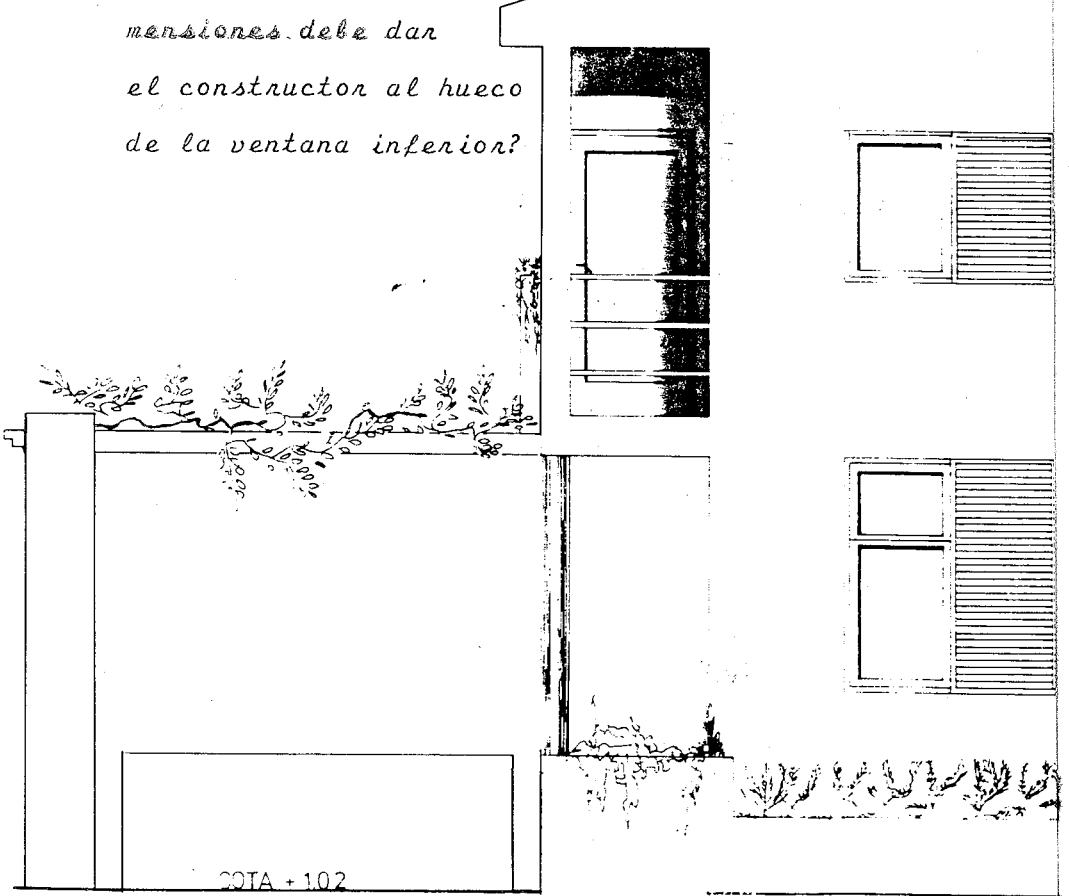 mensiones debe dar
el constructor al hueco
de la ventana inferior?
COTA + 1.02